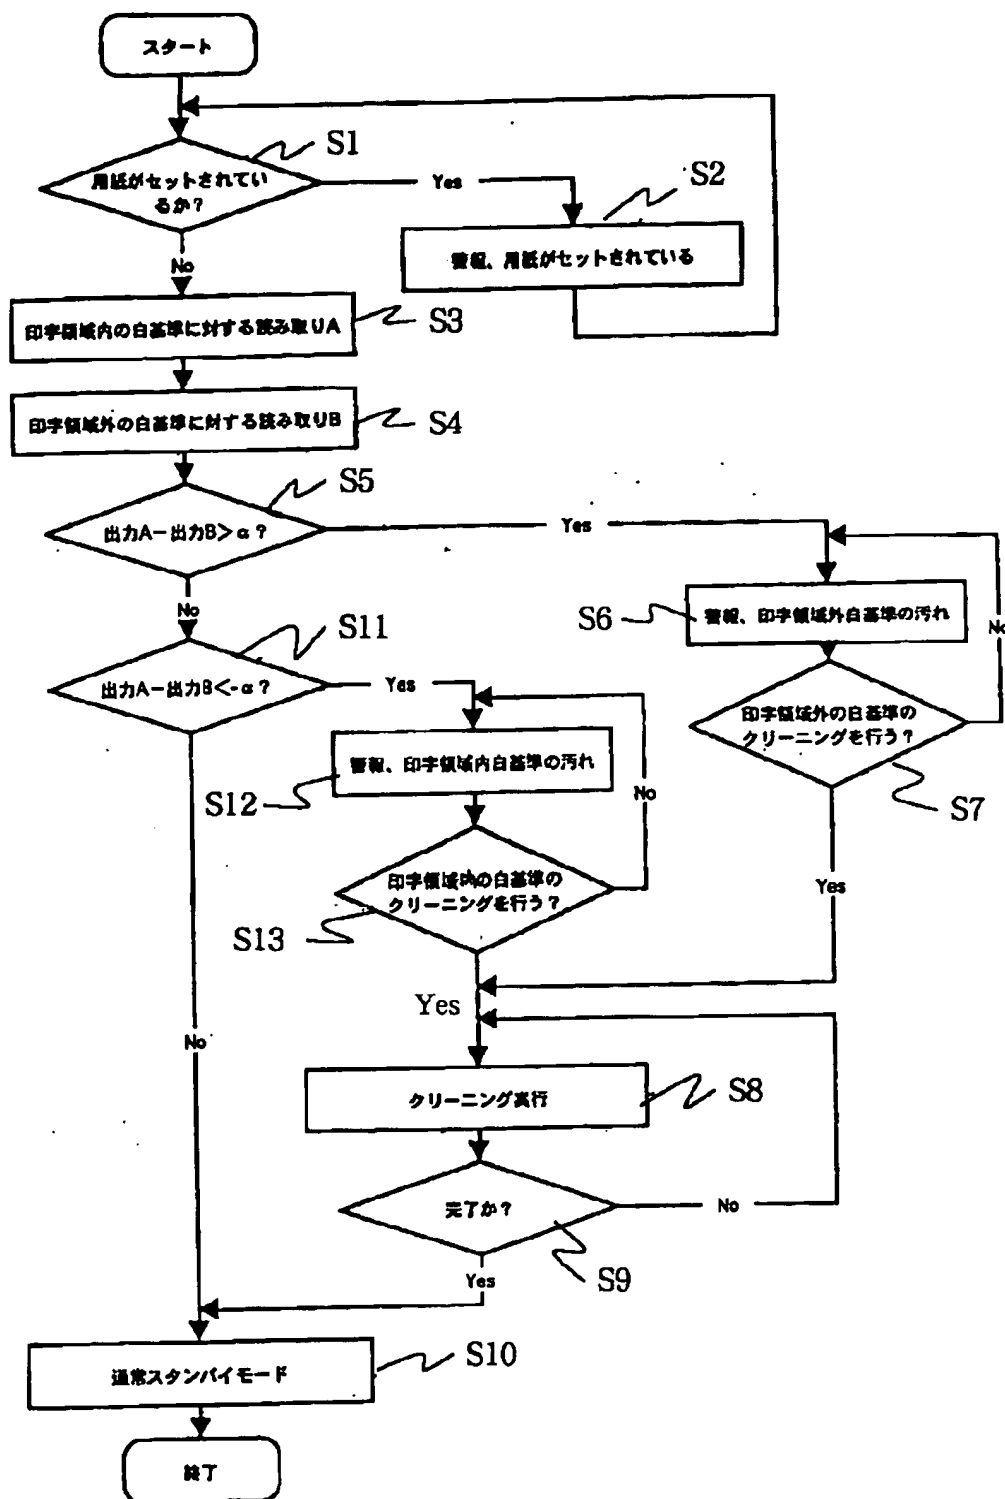 スタート
S1
用紙がセットされてい
るか？
Yes
S2
警報、用紙がセットされている
No
印字領域内の白基準に対する読み取りA
S3
印字領域外の白基準に対する読み取りB
S4
S5
出力A－出力B＞α？
Yes
No
S6
警報、印字領域外白基準の汚れ
No
S11
出力A－出力B＜-α？
Yes
印字領域外の白基準の
クリーニングを行う？
S7
警報、印字領域内白基準の汚れ
S12
No
印字領域内の白基準の
クリーニングを行う？
S13
Yes
Yes
No
クリーニング実行
S8
完了か？
No
S9
Yes
通常スタンバイモード
S10
終了